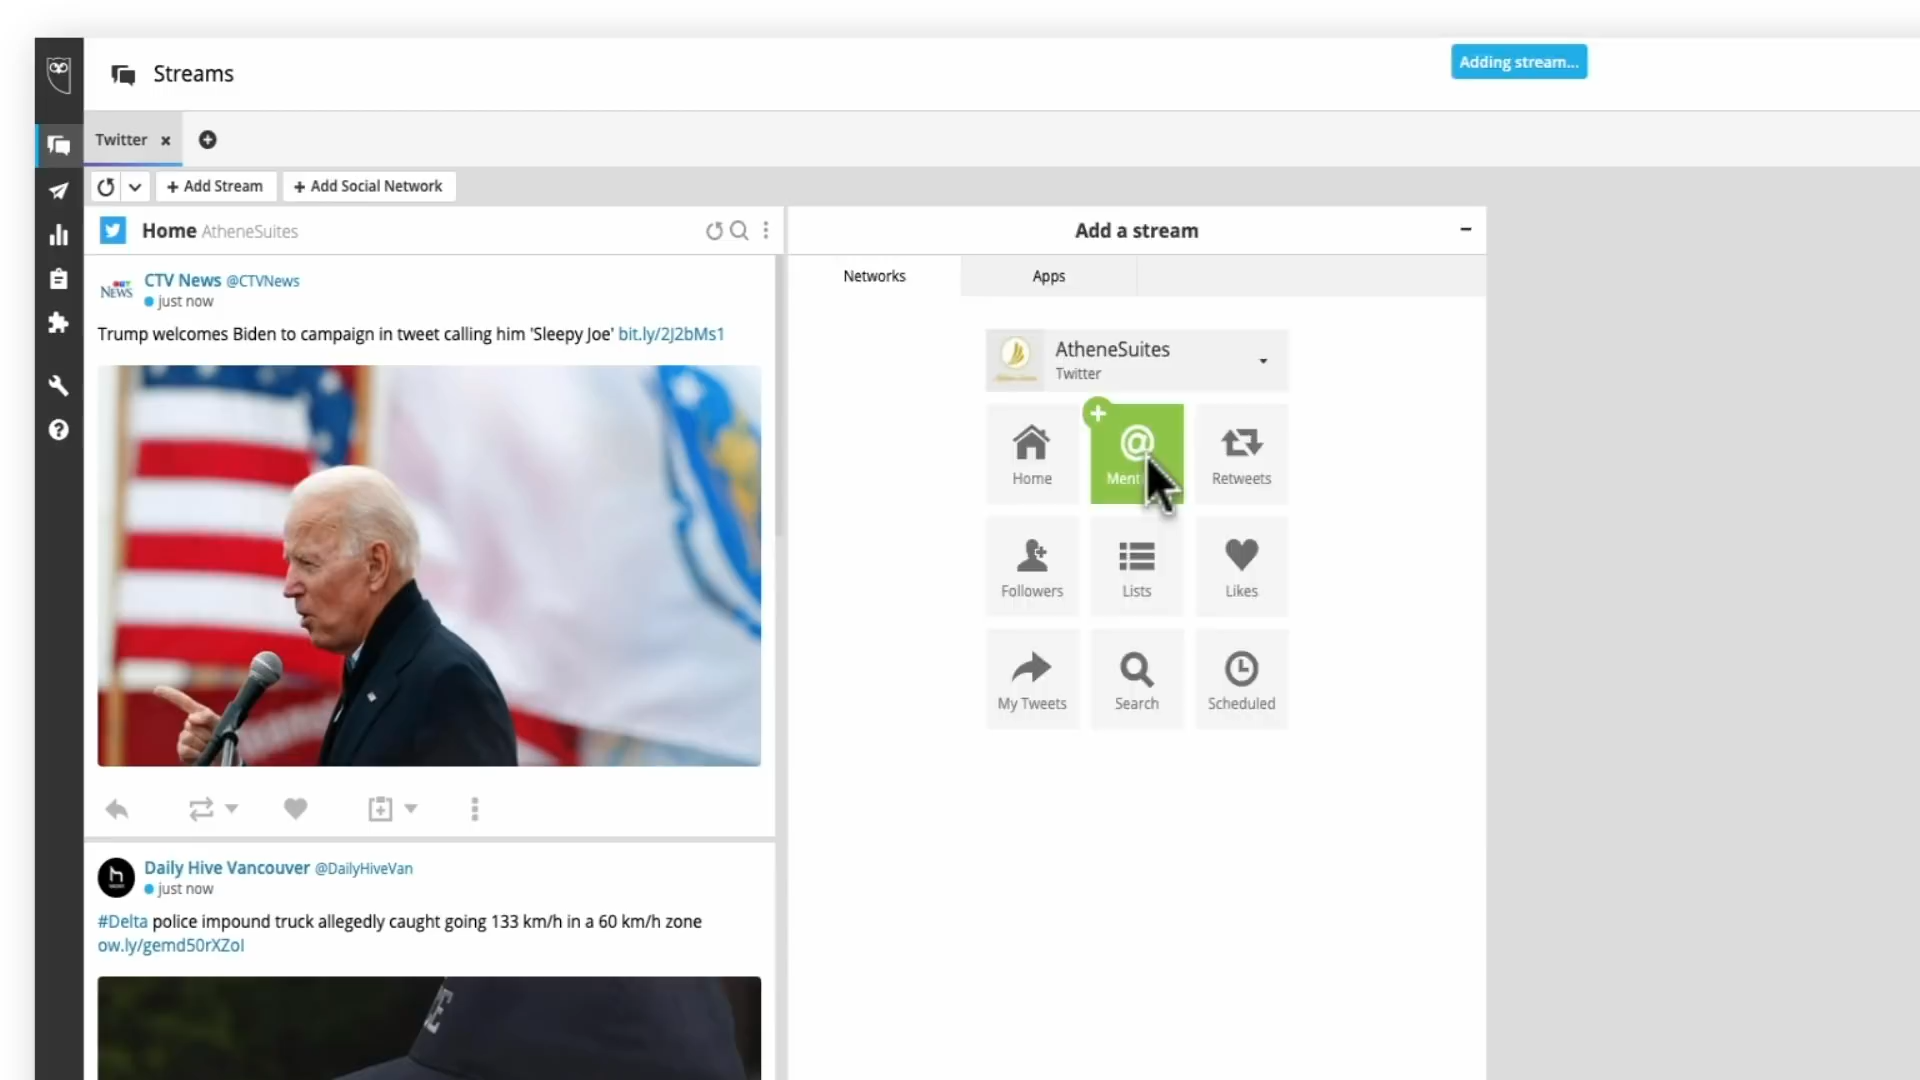 Streams
Adding stream...
Twitter
Add Stream
Add Social Network
Home AtheneSuites
CTV News @CTVNews
just now
Trump welcomes Biden to campaign in tweet calling him 'Sleepy Joe' bit.ly/2J2bMs1
Daily Hive Vancouver @DailyHiveVan
just now
#Delta police impound truck allegedly caught going 133 km/h in a 60 km/h zone
ow.ly/gemd50rXZoI
Add a stream
Networks
Apps
AtheneSuites
Twitter
Home
Retweets
Followers
Lists
Likes
My Tweets
Search
Scheduled
NEWS